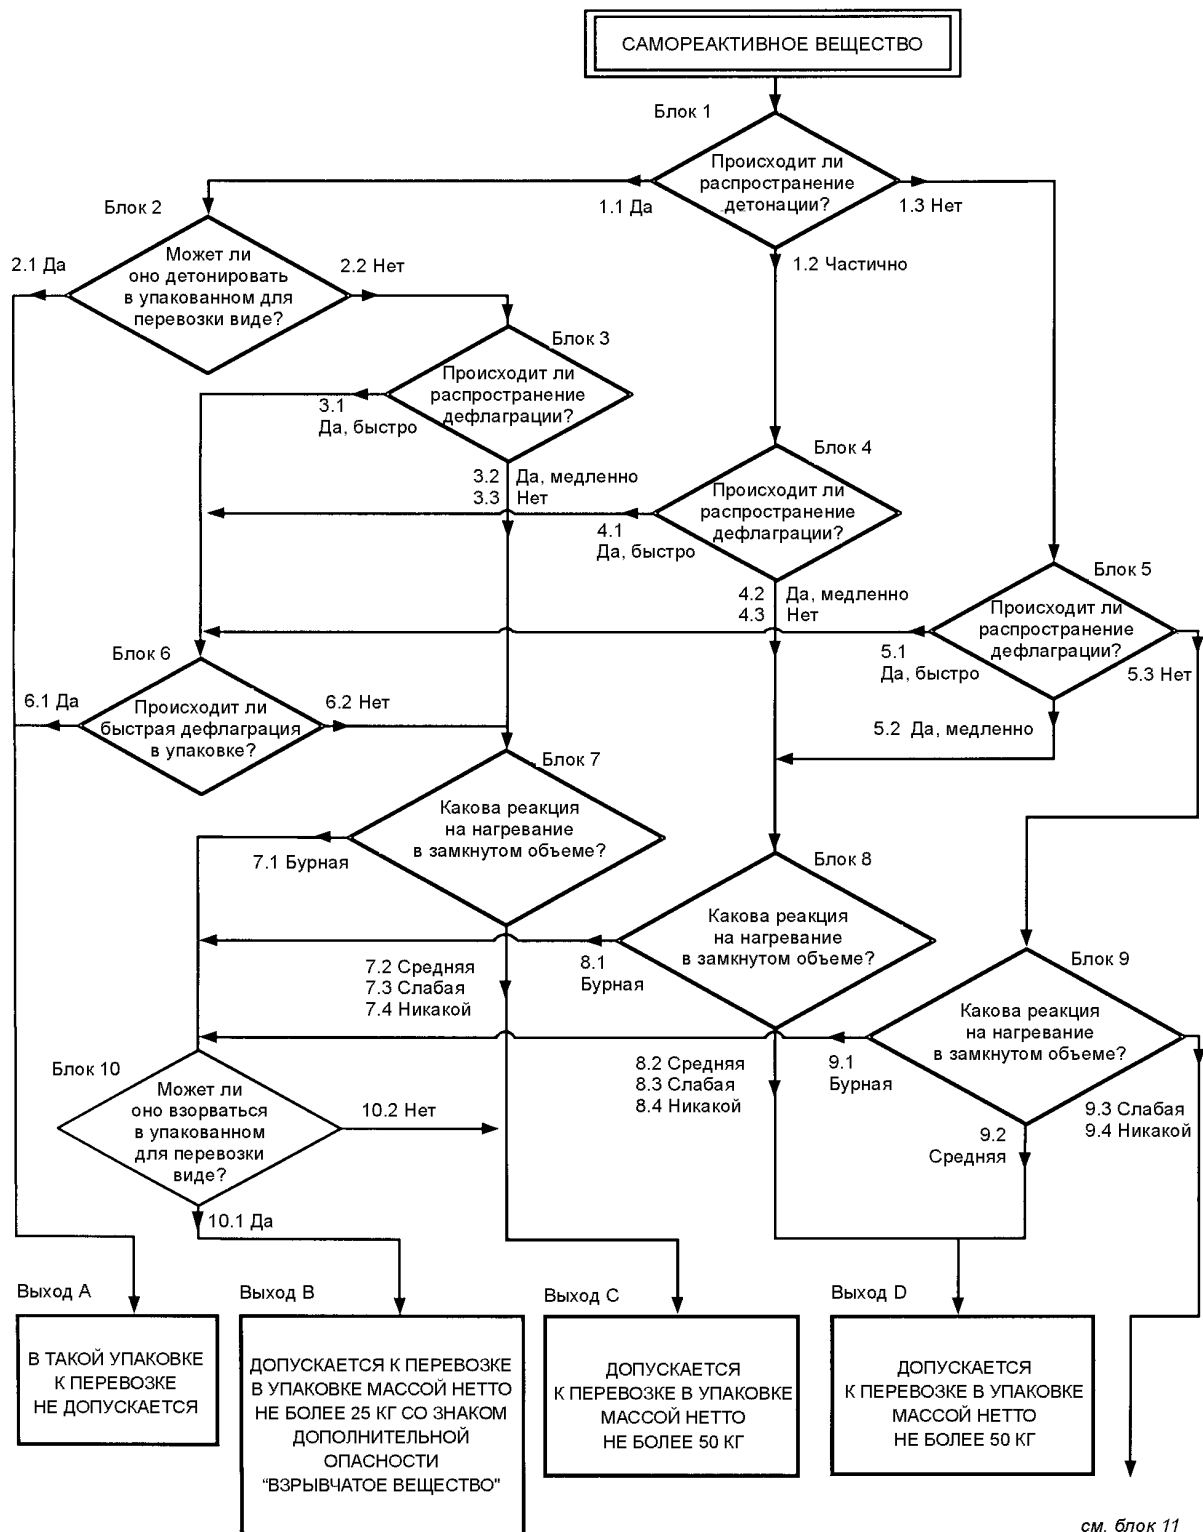 САМОРЕАКТИВНОЕ ВЕЩЕСТВО
Блок 1
Происходит ли
распространение
детонации?
1.1 Да
1.3 Нет
1.2 Частично
Блок 2
Может ли
оно детонировать
в упакованном для
перевозки виде?
2.1 Да
2.2 Нет
Блок 3
Происходит ли
распространение
дефлаграции?
3.1
Да, быстро
3.2 Да, медленно
3.3 Нет
Блок 4
Происходит ли
распространение
дефлаграции?
4.1
Да, быстро
4.2 Да, медленно
4.3 Нет
Блок 5
Происходит ли
распространение
дефлаграции?
5.1
Да, быстро
5.3 Нет
5.2 Да, медленно
Блок 6
Происходит ли
быстрая дефлаграция
в упаковке?
6.1 Да
6.2 Нет
Блок 7
Какова реакция
на нагревание
в замкнутом объеме?
7.1 Бурная
7.2 Средняя
7.3 Слабая
7.4 Никакой
Блок 8
Какова реакция
на нагревание
в замкнутом объеме?
8.1
Бурная
8.2 Средняя
8.3 Слабая
8.4 Никакой
Блок 9
Какова реакция
на нагревание
в замкнутом объеме?
9.1
Бурная
9.2
Средняя
9.3 Слабая
9.4 Никакой
Блок 10
Может ли
оно взорваться
в упакованном
для перевозки
виде?
10.2 Нет
10.1 Да
Выход A
В ТАКОЙ УПАКОВКЕ
К ПЕРЕВОЗКЕ
НЕ ДОПУСКАЕТСЯ
Выход B
ДОПУСКАЕТСЯ К ПЕРЕВОЗКЕ
В УПАКОВКЕ МАССОЙ НЕТТО
НЕ БОЛЕЕ 25 КГ СО ЗНАКОМ
ДОПОЛНИТЕЛЬНОЙ
ОПАСНОСТИ
“ВЗРЫВЧАТОЕ ВЕЩЕСТВО"
Выход C
ДОПУСКАЕТСЯ
К ПЕРЕВОЗКЕ В УПАКОВКЕ
МАССОЙ НЕТТО
НЕ БОЛЕЕ 50 КГ
Выход D
ДОПУСКАЕТСЯ
К ПЕРЕВОЗКЕ В УПАКОВКЕ
МАССОЙ НЕТТО
НЕ БОЛЕЕ 50 КГ
см. блок 11